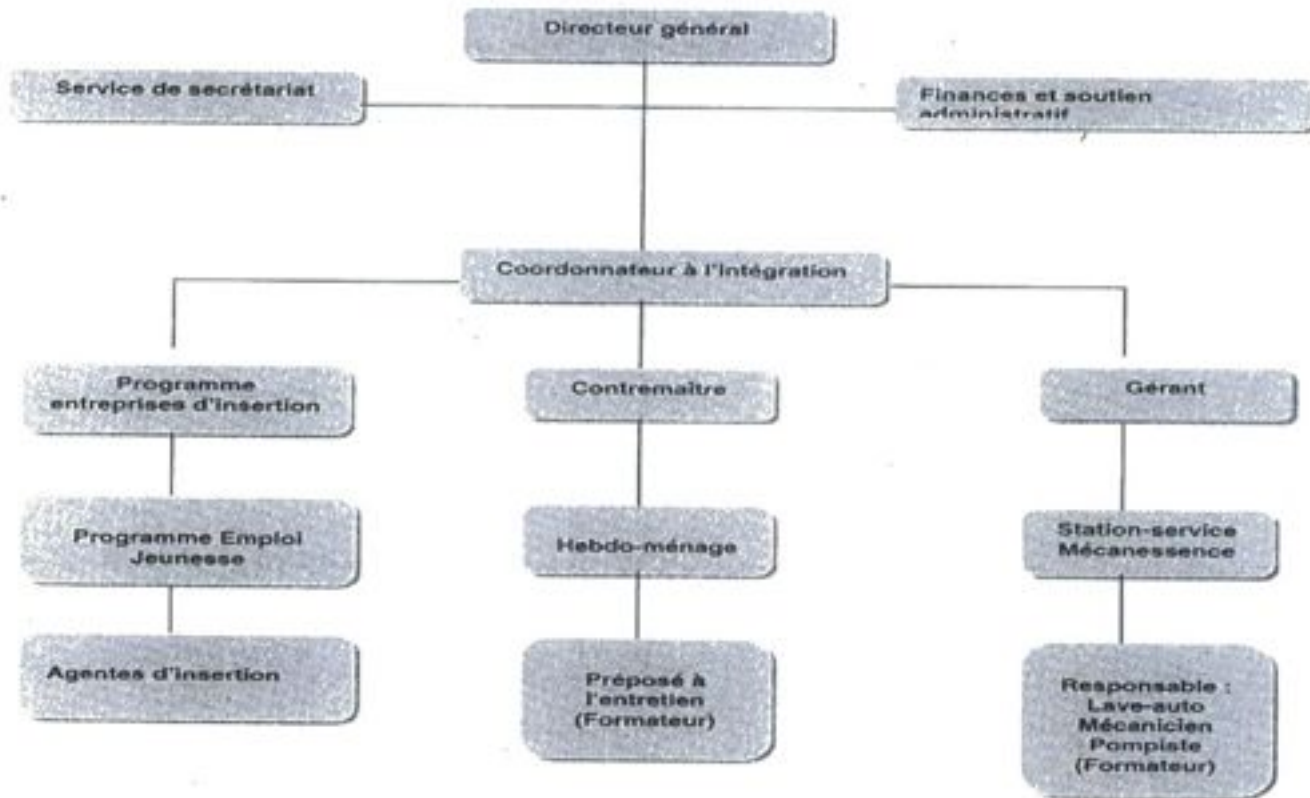 Directeur général
Service de secrétariat
Finances et soutien
administratif
Coordonnateur à l'intégration
Programme
entreprises d'insertion
Contremaître
Gérant
Programme Emploi
Jeunesse
Hebdo-ménage
Station-service
Mécanessence
Agentes d'insertion
Préposé à
l'entretien
(Formateur)
Responsable :
Lave-auto
Mécanicien
Pompiste
(Formateur)